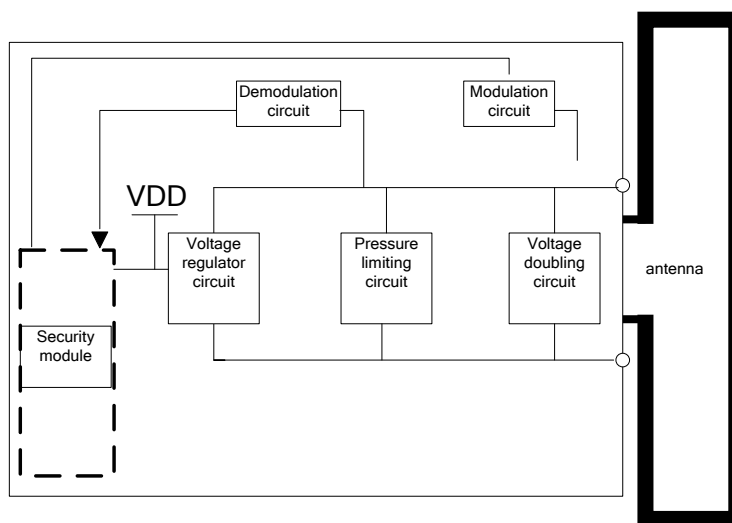 Demodulation
circuit
Modulation
circuit
VDD
Voltage
regulator
circuit
Pressure
limiting
circuit
Voltage
doubling
circuit
antenna
Security
module